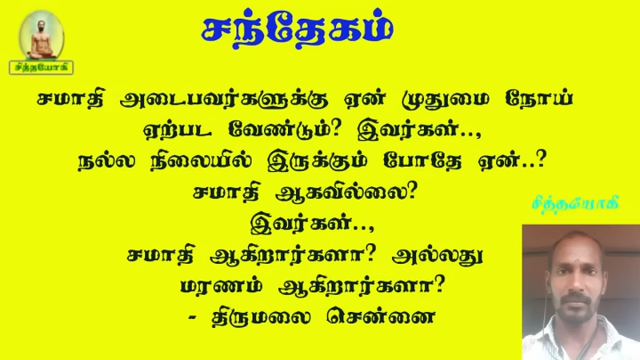 சந்தேகம்
சித்தயோகி
சமாதி அடைபவர்களுக்கு ஏன் முதுமை நோய்
ஏற்பட வேண்டும்? இவர்கள்..,
நல்ல நிலையில் இருக்கும் போதே ஏன்..?
சமாதி ஆகவில்லை?
இவர்கள்..,
சமாதி ஆகிறார்களா? அல்லது
மரணம் ஆகிறார்களா?
- திருமலை சென்னை
சித்தயோகி